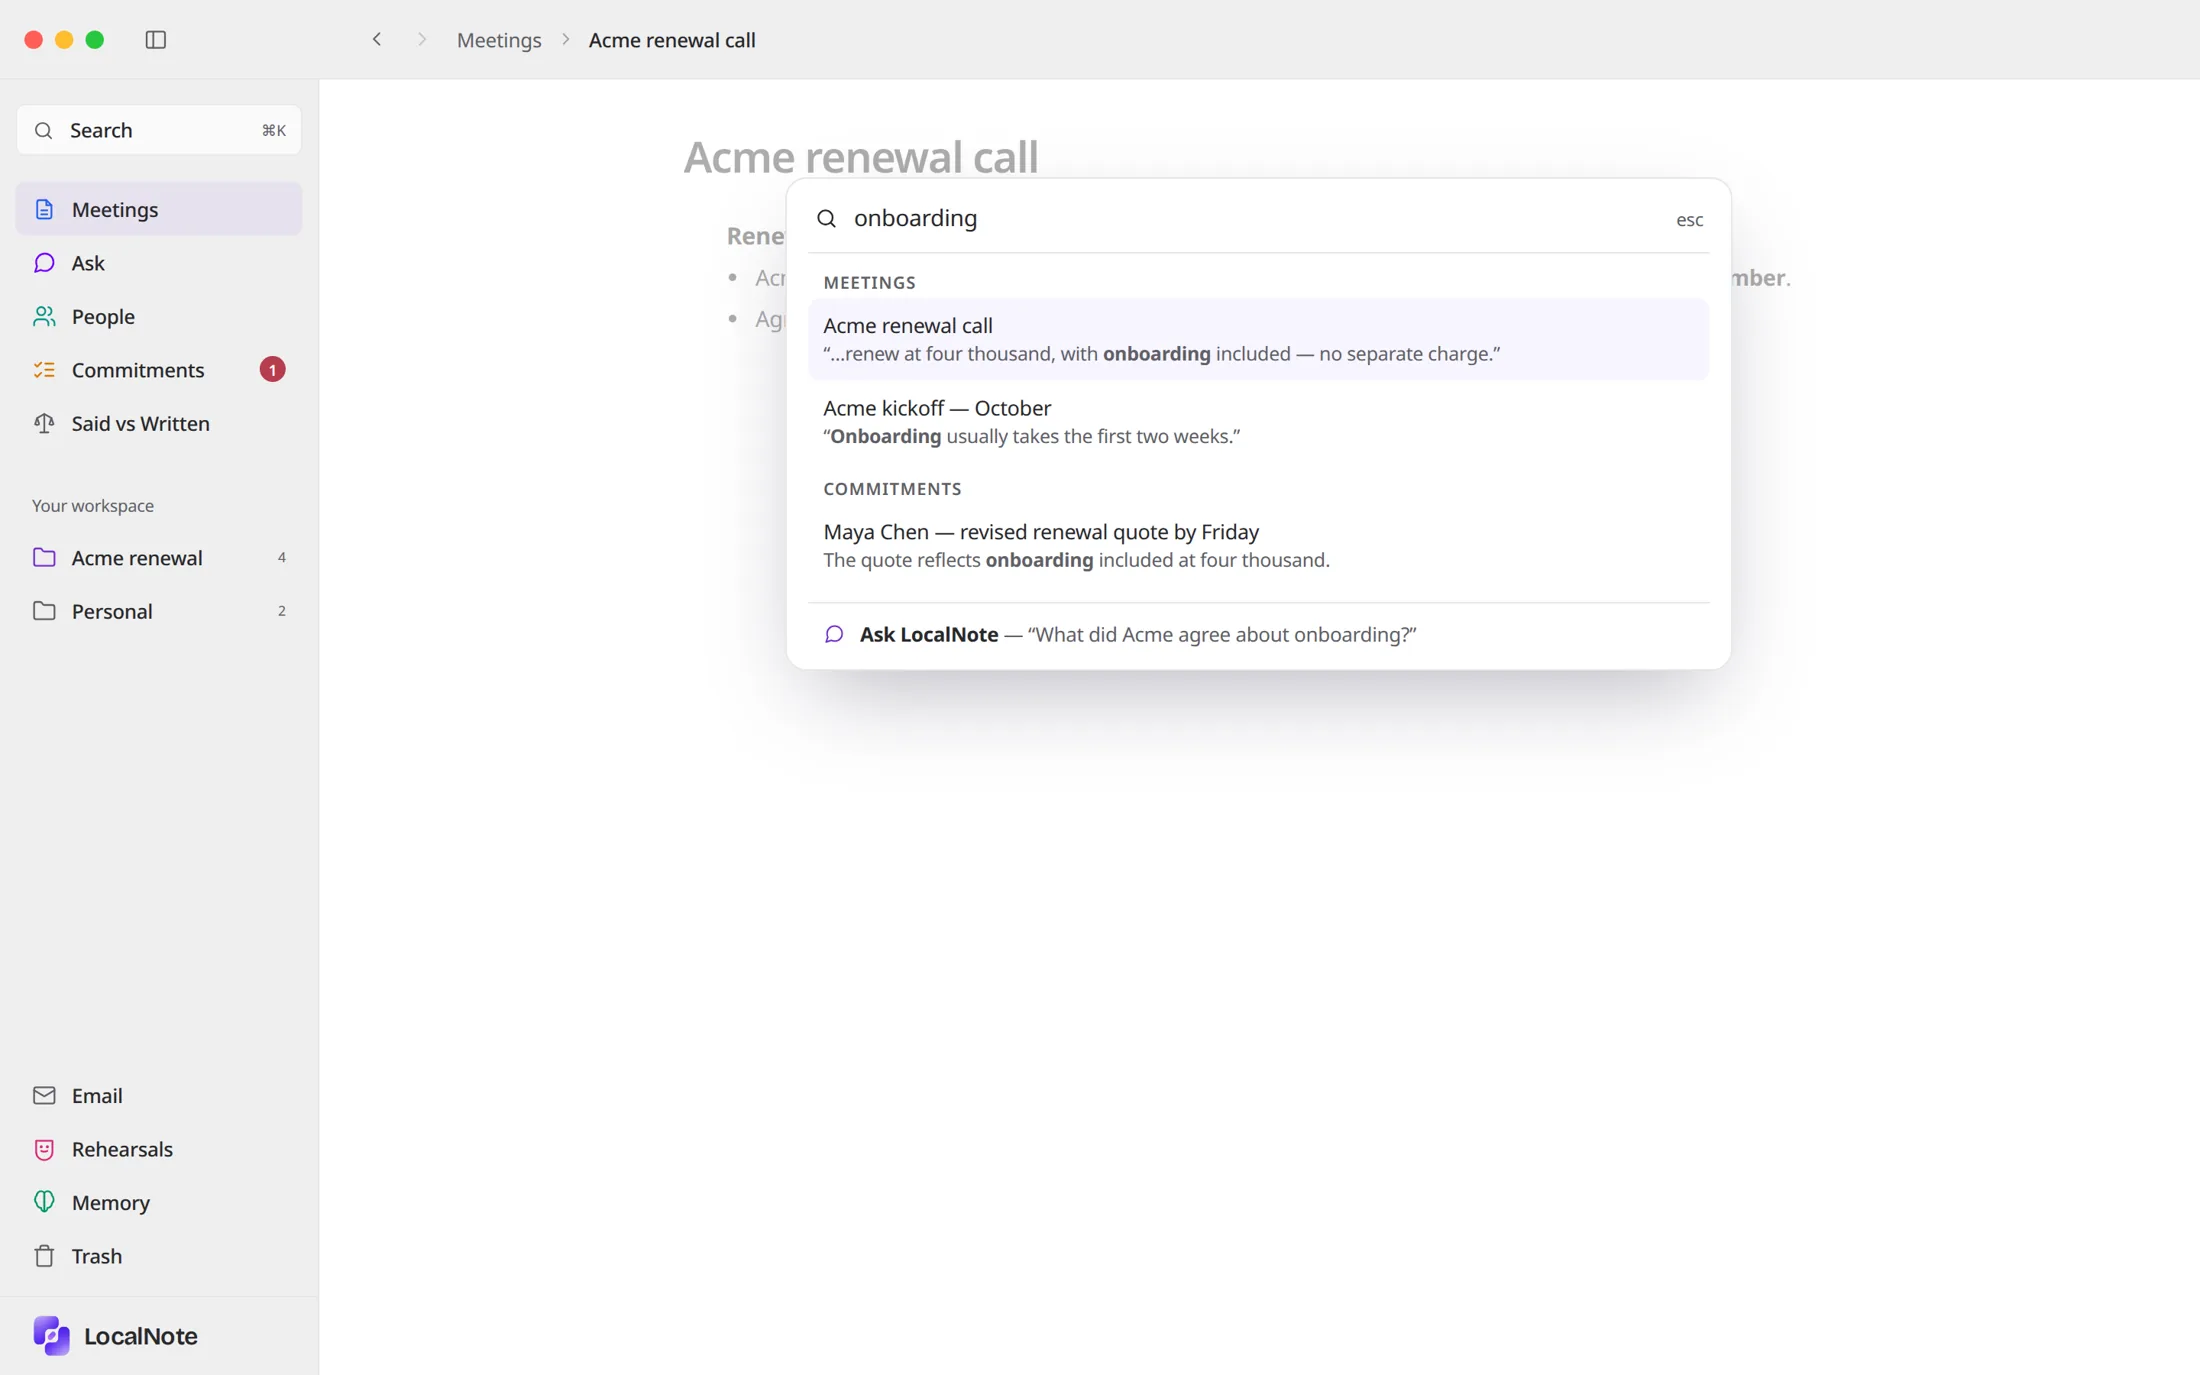 Meetings > Acme renewal call
Search ⌘K
Meetings
Ask
People
Commitments 1
Said vs Written
Your workspace
Acme renewal 4
Personal 2
Email
Rehearsals
Memory
Trash
LocalNote
Acme renewal call
onboarding esc
MEETINGS
Acme renewal call
“…renew at four thousand, with onboarding included — no separate charge.”
Acme kickoff — October
“Onboarding usually takes the first two weeks.”
COMMITMENTS
Maya Chen — revised renewal quote by Friday
The quote reflects onboarding included at four thousand.
Ask LocalNote — “What did Acme agree about onboarding?”